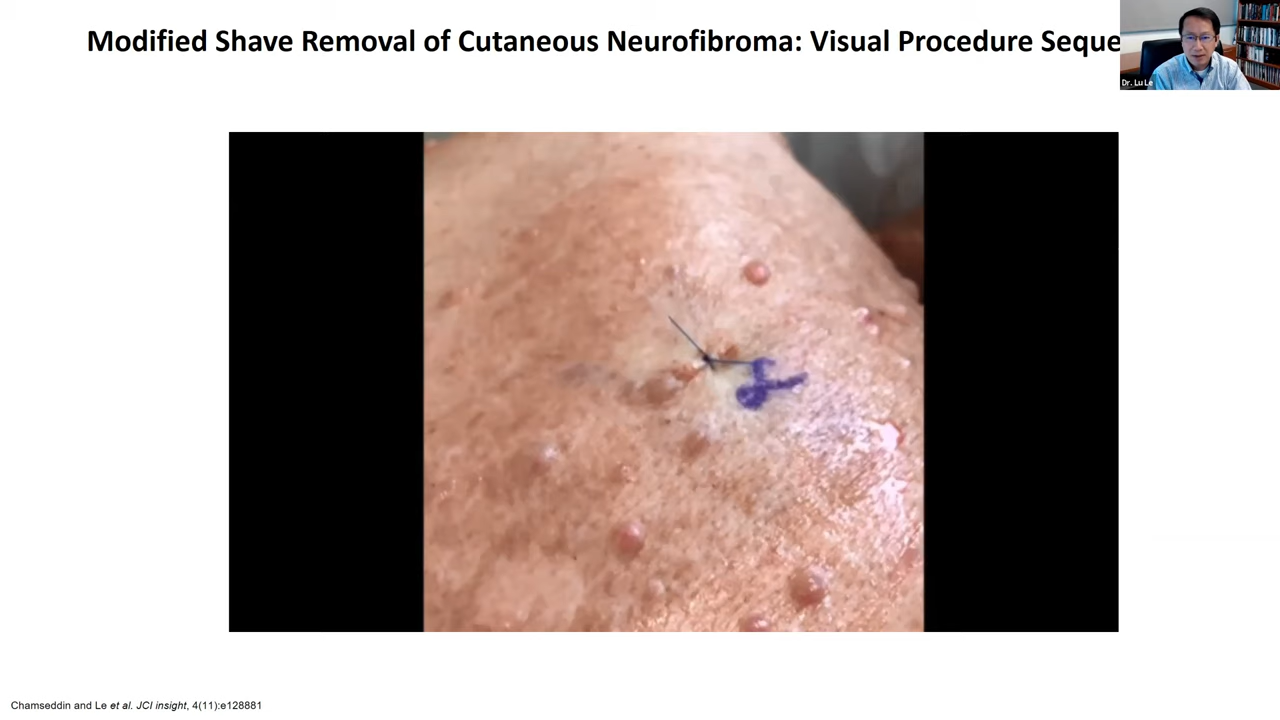 Modified Shave Removal of Cutaneous Neurofibroma: Visual Procedure Seque
Dr. Lu Le
Chamseddin and Le et al. JCI insight, 4(11):e128881